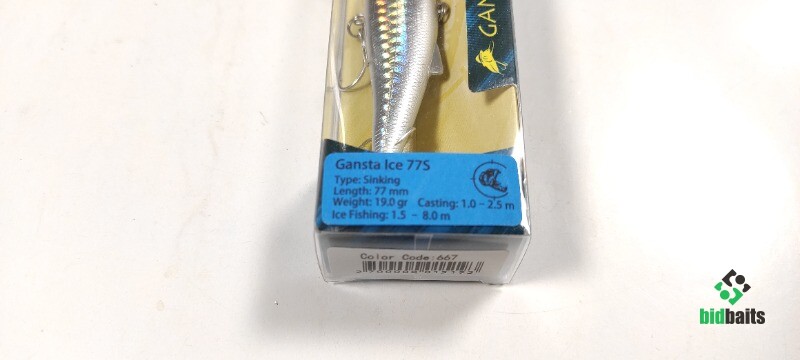 GAN
Gansta Ice 77S
Type: Sinking
Length: 77 mm
Weight: 19.0 gr Casting: 1.0 - 2.5 m
Ice Fishing: 1.5 - 8.0 m
Color Code:667
bidbaits